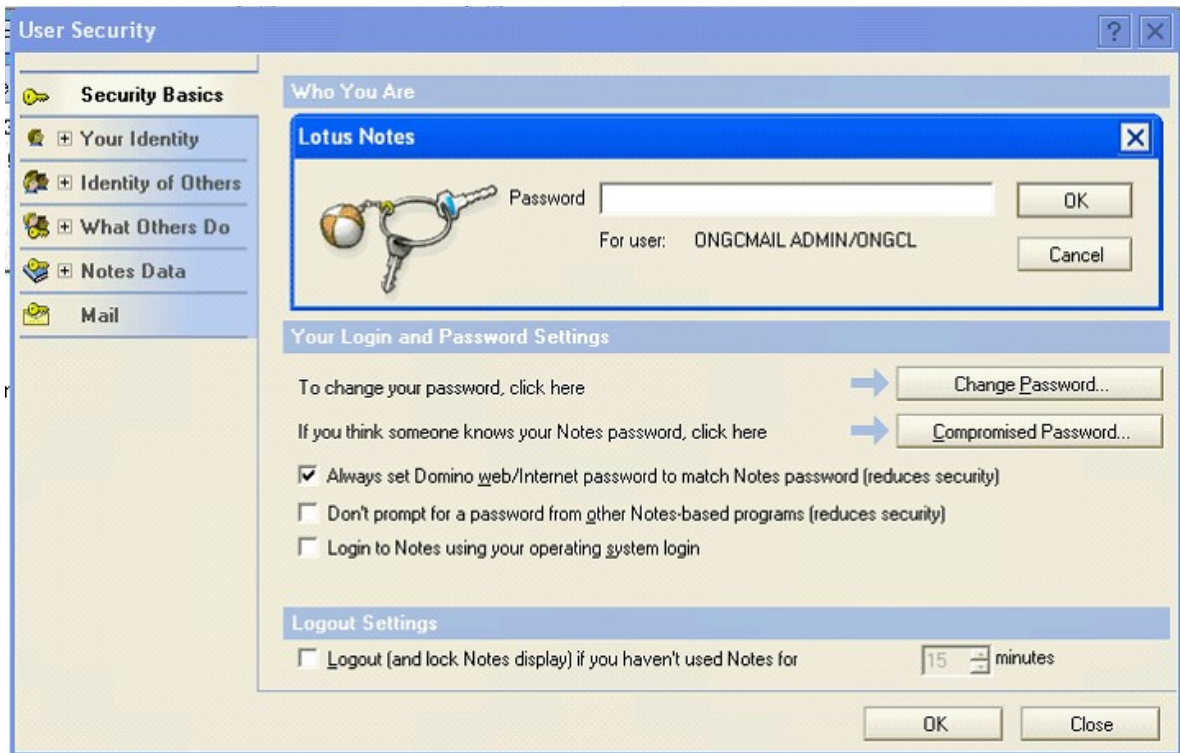 User Security
Security Basics
Your Identity
Identity of Others
What Others Do
Notes Data
Mail
Who You Are
Lotus Notes
Password
OK
For user: ONGCMAIL ADMIN/ONGCL
Cancel
Your Login and Password Settings
To change your password, click here
Change Password...
If you think someone knows your Notes password, click here
Compromised Password...
Always set Domino web/Internet password to match Notes password (reduces security)
Don't prompt for a password from other Notes-based programs (reduces security)
Login to Notes using your operating system login
Logout Settings
Logout (and lock Notes display) if you haven't used Notes for 15 minutes
OK Close